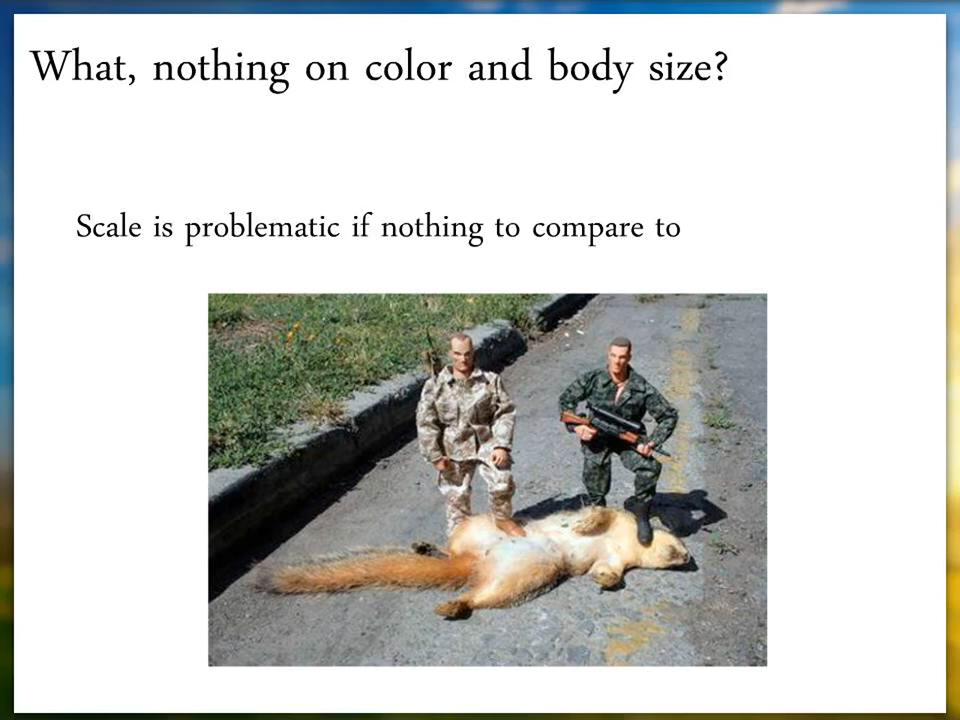 What, nothing on color and body size?
Scale is problematic if nothing to compare to